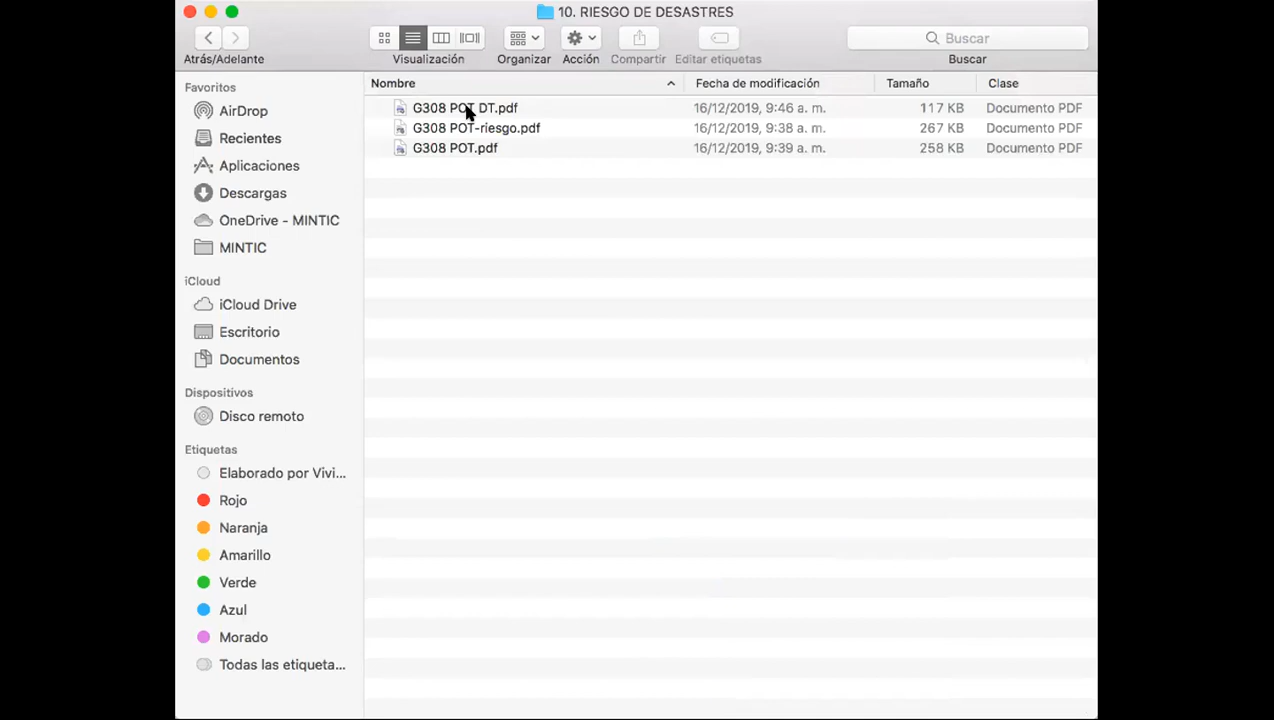 10. RIESGO DE DESASTRES
Atrás/Adelante
Visualización
Organizar
Acción
Compartir
Editar etiquetas
Buscar
Buscar
Favoritos
AirDrop
Recientes
Aplicaciones
Descargas
OneDrive - MINTIC
MINTIC
iCloud
iCloud Drive
Escritorio
Documentos
Dispositivos
Disco remoto
Etiquetas
Elaborado por Vivi...
Rojo
Naranja
Amarillo
Verde
Azul
Morado
Todas las etiqueta...
Nombre Fecha de modificación Tamaño Clase
G308 POT DT.pdf 16/12/2019, 9:46 a. m. 117 KB Documento PDF
G308 POT-riesgo.pdf 16/12/2019, 9:38 a. m. 267 KB Documento PDF
G308 POT.pdf 16/12/2019, 9:39 a. m. 258 KB Documento PDF